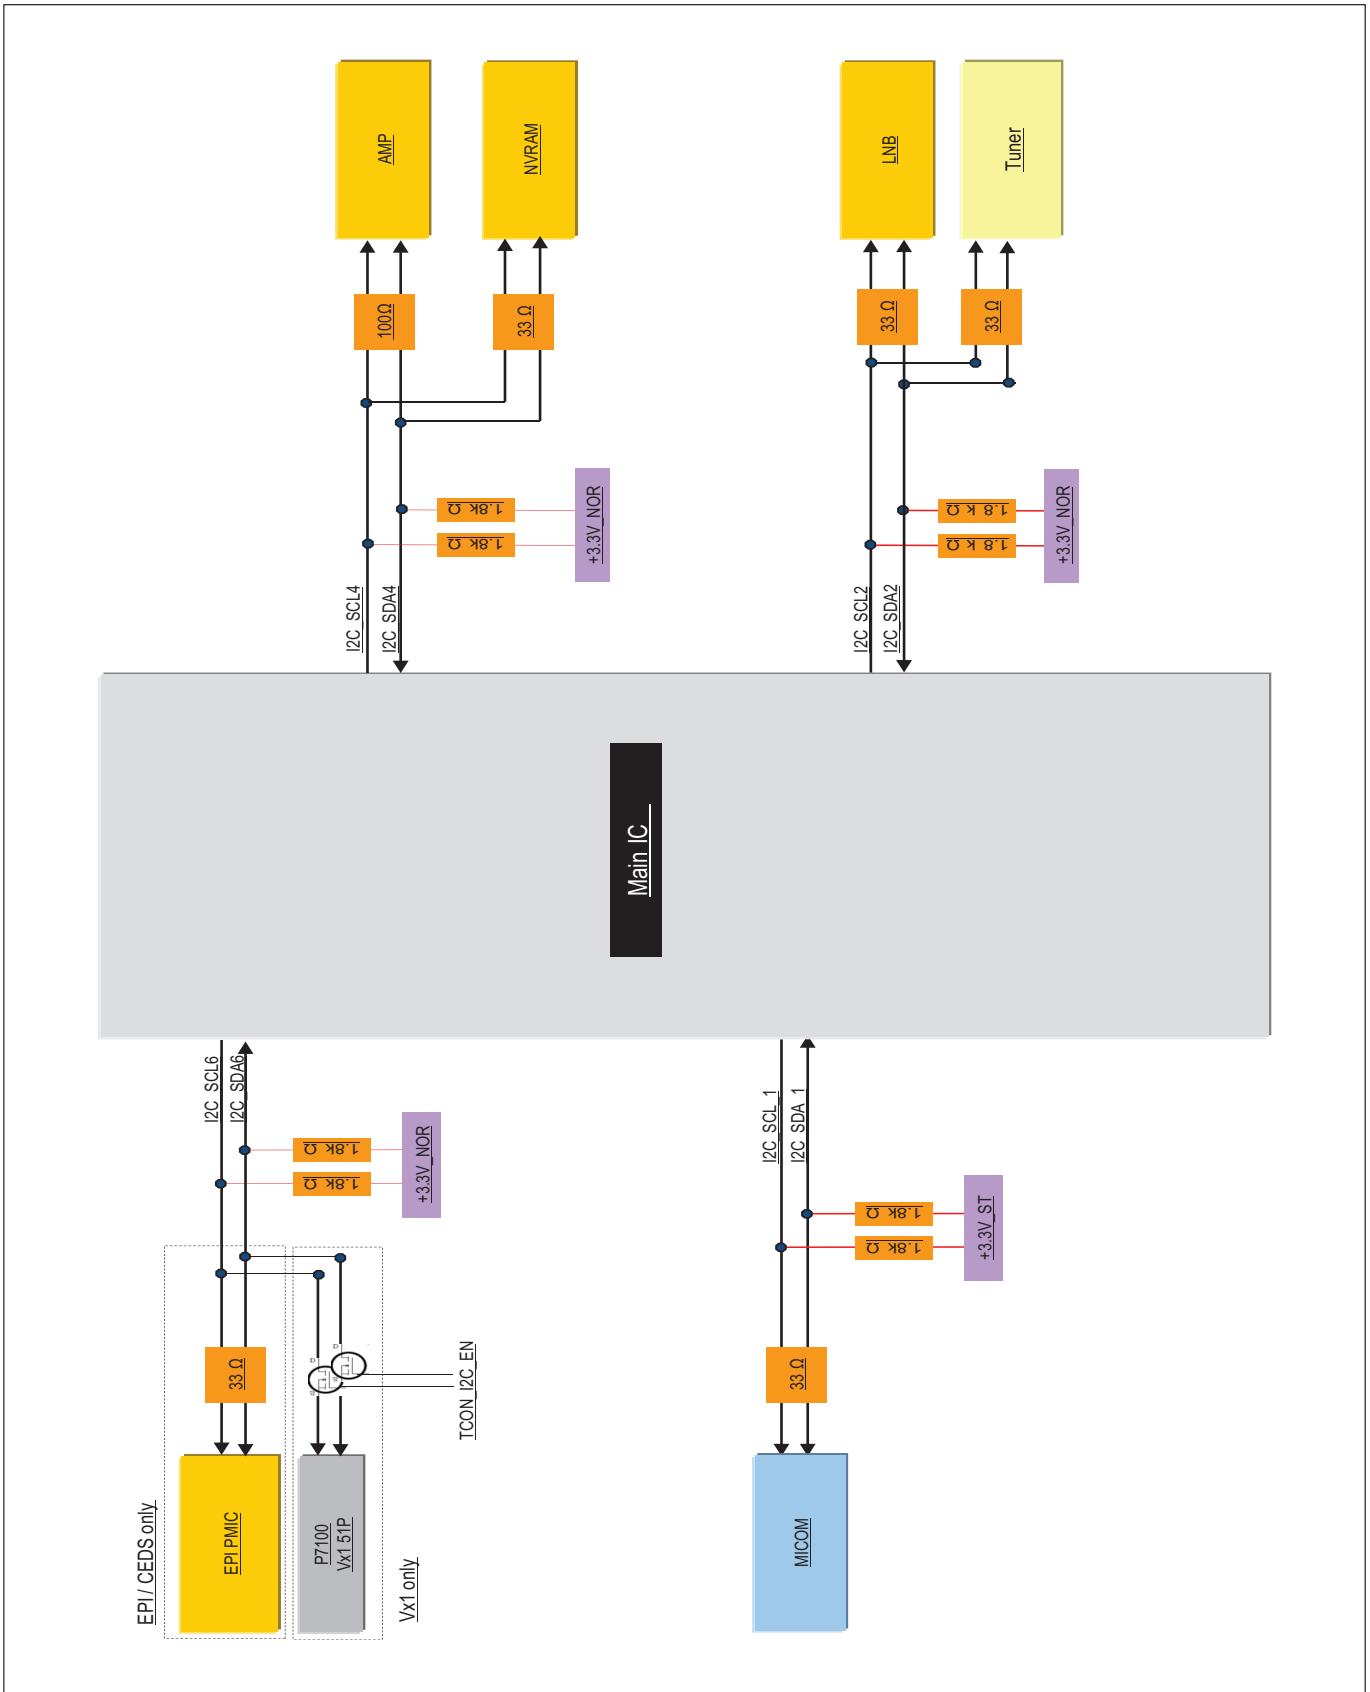 AMP
NVRAM
LNB
Tuner
100Ω
33 Ω
33 Ω
33 Ω
1.8k Ω
1.8k Ω
+3.3V_NOR
1.8 k Ω
1.8 k Ω
+3.3V_NOR
I2C_SCL4
I2C_SDA4
I2C_SCL2
I2C_SDA2
Main IC
I2C_SCL6
I2C_SDA6
1.8k Ω
1.8k Ω
+3.3V_NOR
I2C_SCL_1
I2C_SDA_1
1.8k Ω
1.8k Ω
+3.3V_ST
33 Ω
TCON_I2C_EN
33 Ω
EPI / CEDS only
EPI PMIC
P7100
Vx1 51P
Vx1 only
MICOM